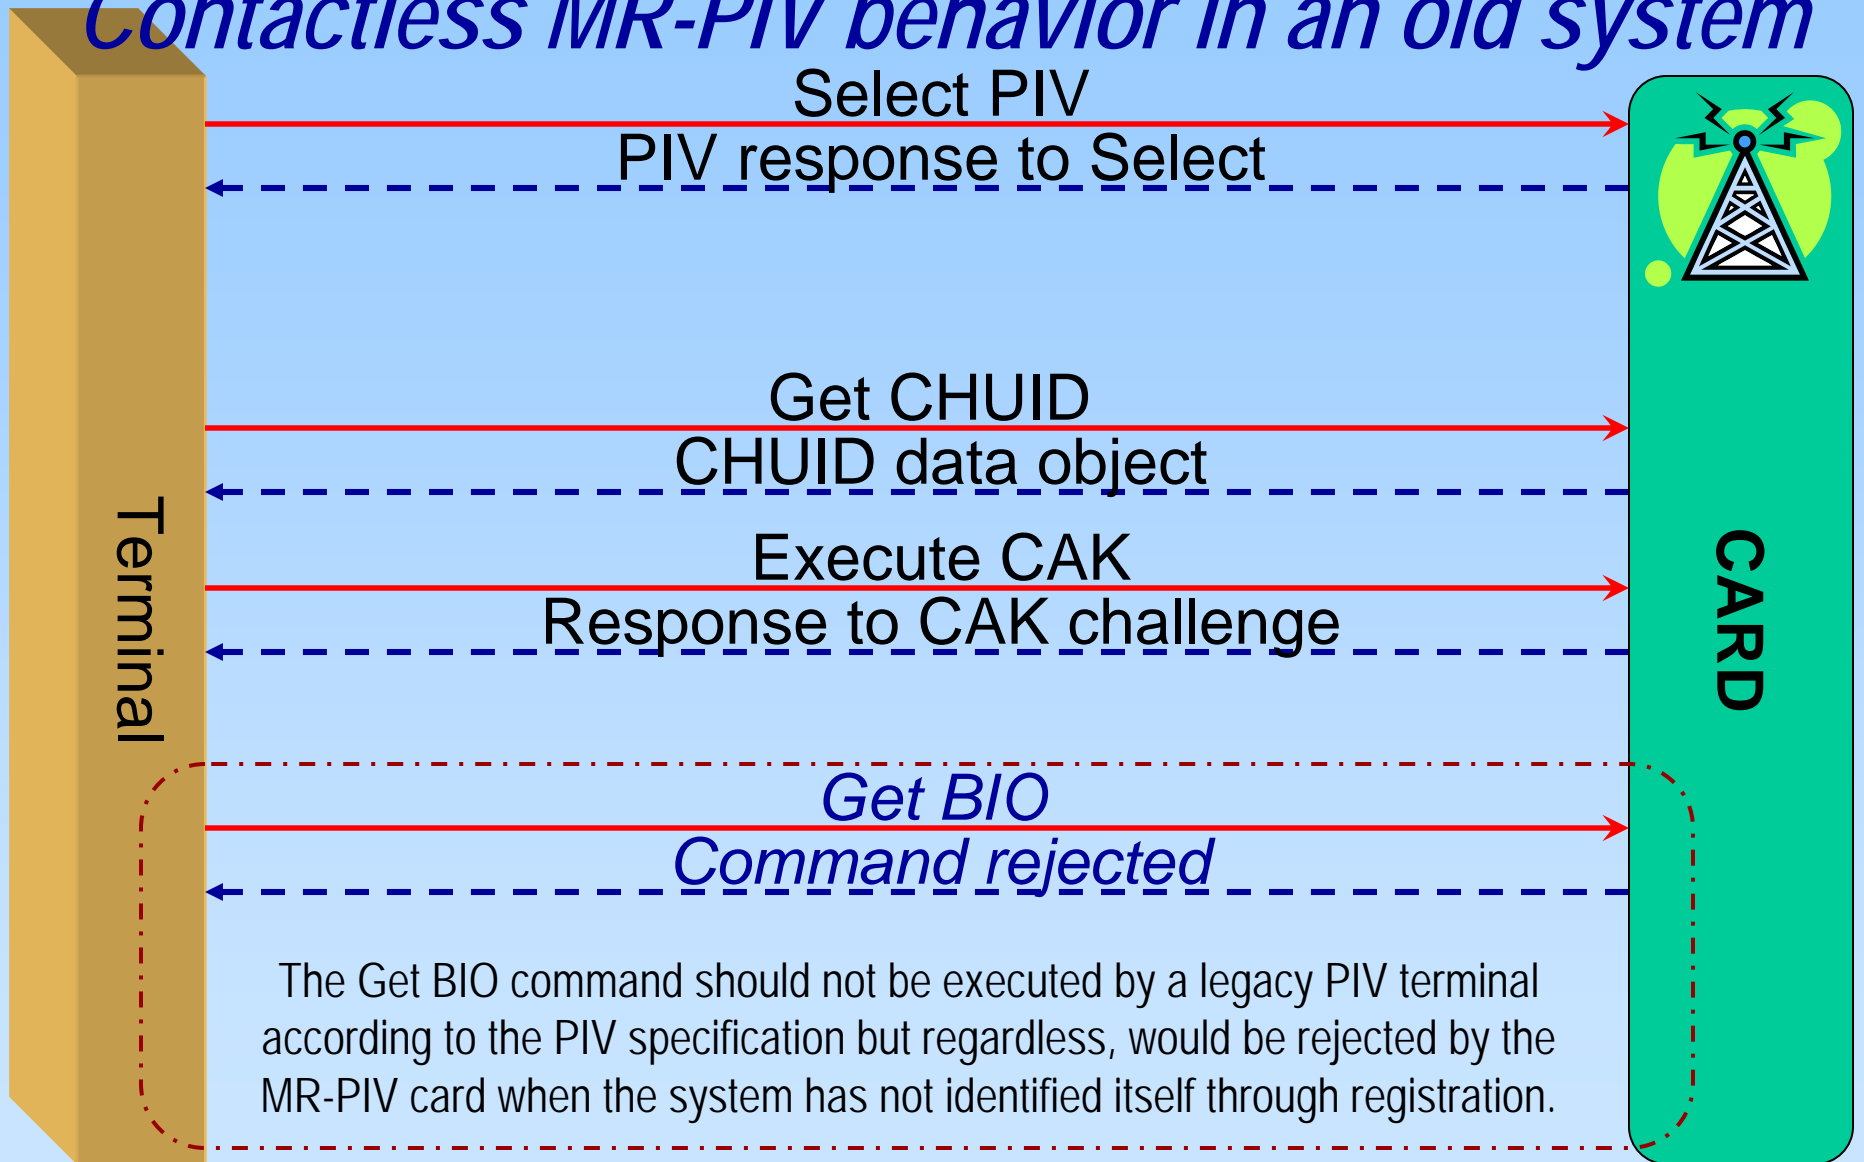 Contactless MR-PIV behavior in an old system
Select PIV
PIV response to Select
Get CHUID
CHUID data object
Execute CAK
Response to CAK challenge
Terminal
CARD
Get BIO
Command rejected
The Get BIO command should not be executed by a legacy PIV terminal
according to the PIV specification but regardless, would be rejected by the
MR-PIV card when the system has not identified itself through registration.